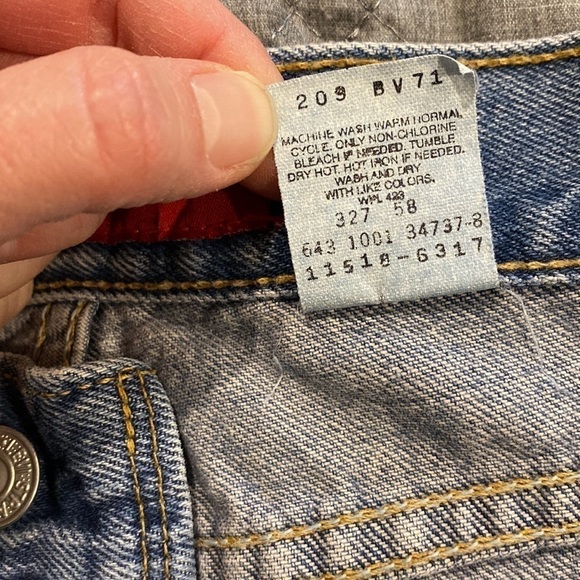 209 BV71
MACHINE WASH WARM NORMAL
CYCLE. ONLY NON-CHLORINE
BLEACH IF NEEDED. TUMBLE
DRY HOT. HOT IRON IF NEEDED.
WASH AND DRY
WITH LIKE COLORS.
WPL 423
327 58
643 1001 34737-8
11518-6317